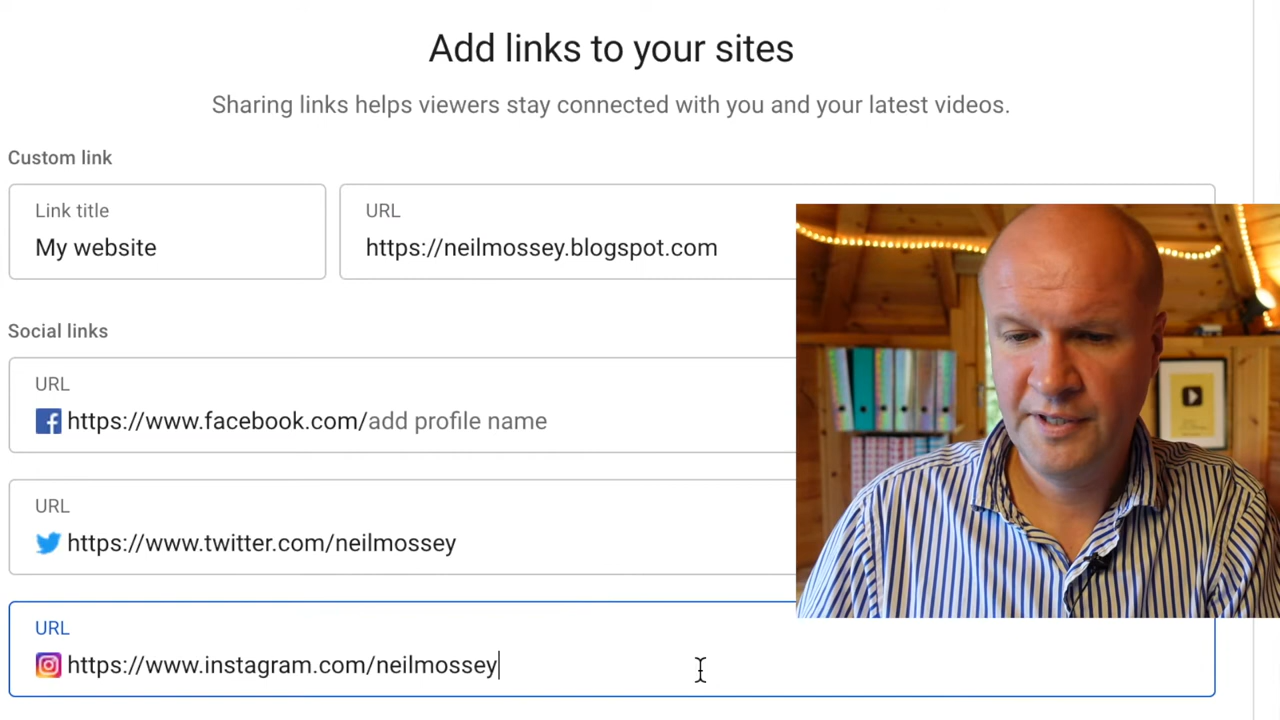 Add links to your sites
Sharing links helps viewers stay connected with you and your latest videos.
Custom link
Link title
My website
URL
https://neilmossey.blogspot.com
Social links
URL
https://www.facebook.com/add profile name
URL
https://www.twitter.com/neilmossey
URL
https://www.instagram.com/neilmossey